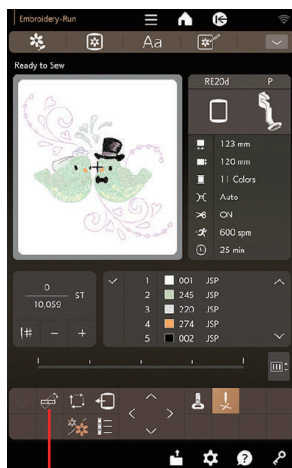 Embroidery-Run
Aa
Ready to Sew
RE20d P
123 mm
120 mm
11 Colors
Auto
ON
600 spm
25 min
0
10,059
ST
1 001 JSP
2 245 JSP
3 220 JSP
4 274 JSP
5 002 JSP